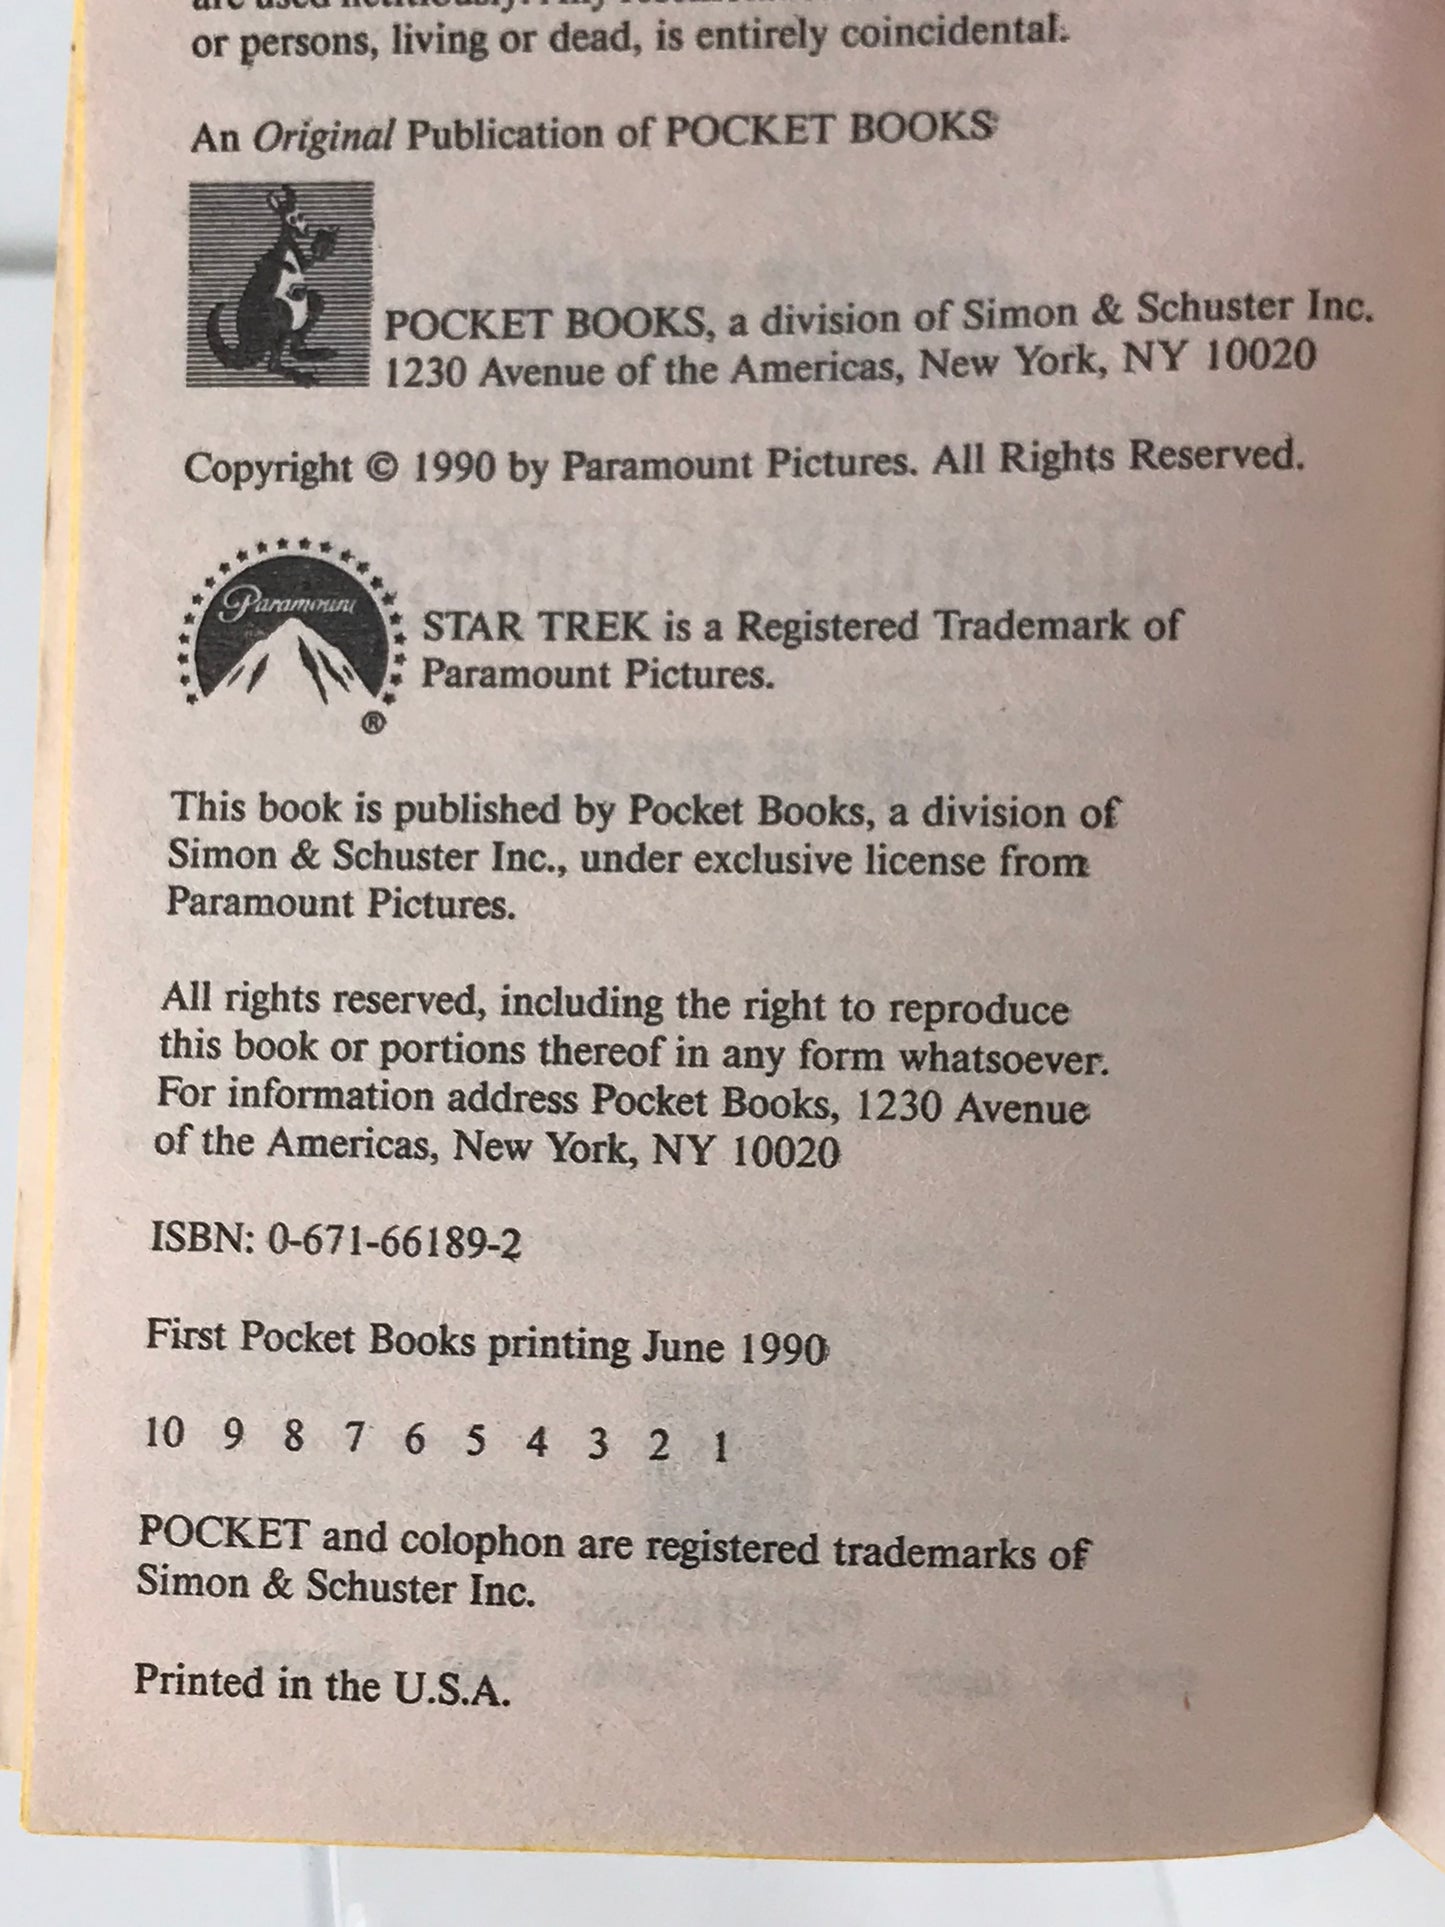 or persons, living or dead, is entirely coincidental.
An Original Publication of POCKET BOOKS
POCKET BOOKS, a division of Simon & Schuster Inc.
1230 Avenue of the Americas, New York, NY 10020
Copyright © 1990 by Paramount Pictures. All Rights Reserved.
Paramount
®
STAR TREK is a Registered Trademark of
Paramount Pictures.
This book is published by Pocket Books, a division of
Simon & Schuster Inc., under exclusive license from
Paramount Pictures.
All rights reserved, including the right to reproduce
this book or portions thereof in any form whatsoever.
For information address Pocket Books, 1230 Avenue
of the Americas, New York, NY 10020
ISBN: 0-671-66189-2
First Pocket Books printing June 1990
10 9 8 7 6 5 4 3 2 1
POCKET and colophon are registered trademarks of
Simon & Schuster Inc.
Printed in the U.S.A.